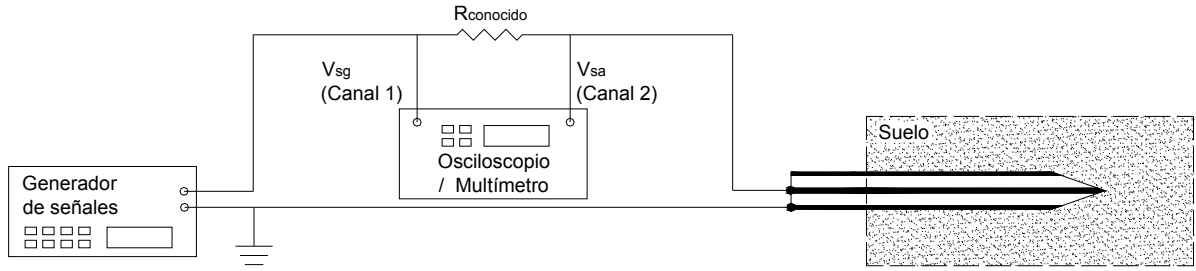 Rconocido
Vsg
(Canal 1)
Vsa
(Canal 2)
Suelo
Osciloscopio
/ Multímetro
Generador
de señales